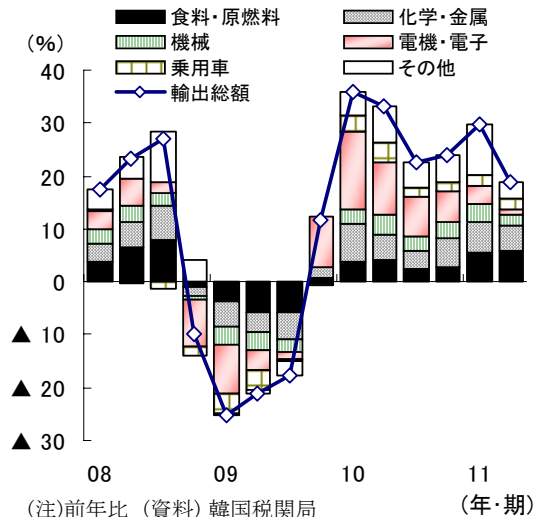 食料・原燃料 化学・金属
(%) 機械 電機・電子
乗用車 その他
輸出総額
40
30
20
10
0
▲ 10
▲ 20
▲ 30
08 09 10 11
(注)前年比 (資料) 韓国税関局 (年・期)